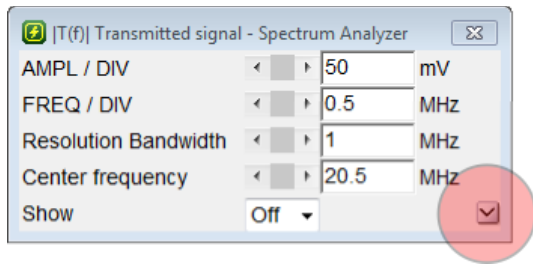 |T(f)| Transmitted signal - Spectrum Analyzer
AMPL / DIV 50 mV
FREQ / DIV 0.5 MHz
Resolution Bandwidth 1 MHz
Center frequency 20.5 MHz
Show Off